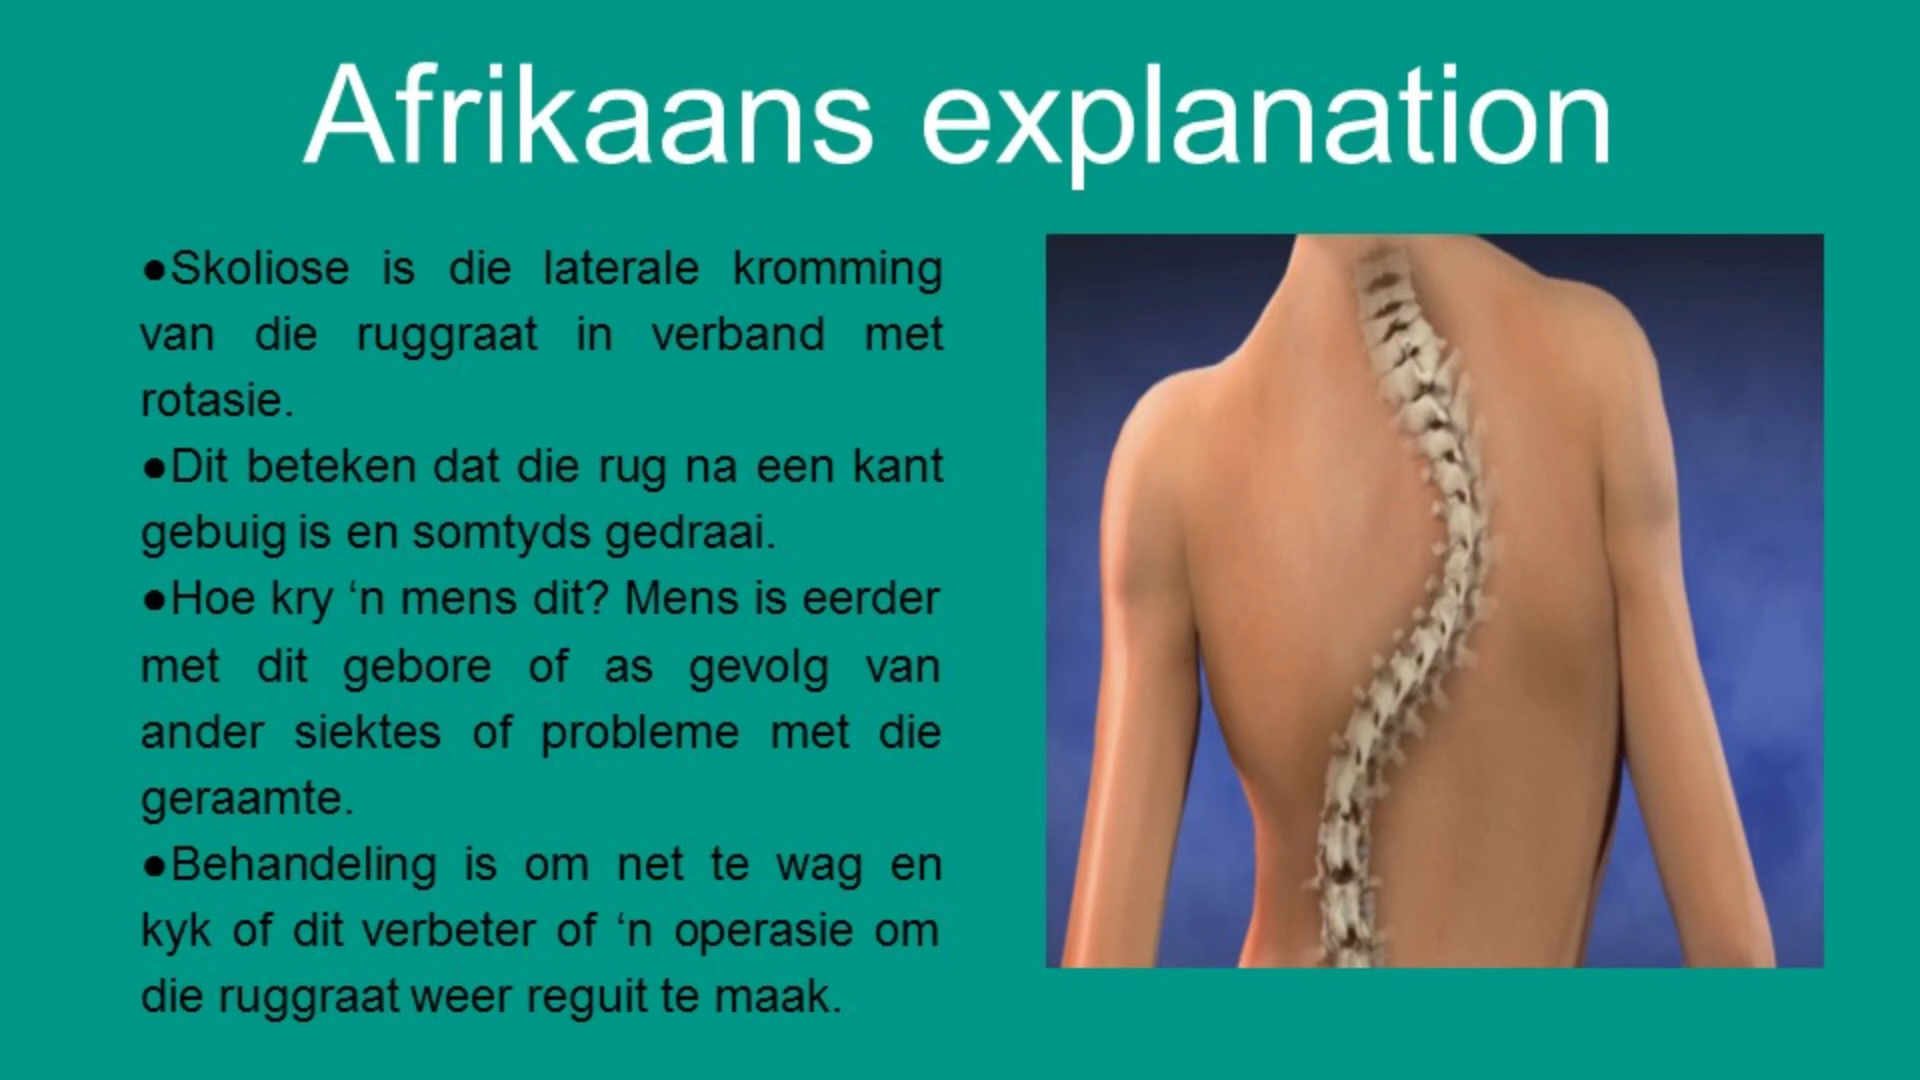 Afrikaans explanation
●Skoliose is die laterale kromming
van die ruggraat in verband met
rotasie.
●Dit beteken dat die rug na een kant
gebuig is en somtyds gedraai.
●Hoe kry ‘n mens dit? Mens is eerder
met dit gebore of as gevolg van
ander siektes of probleme met die
geraamte.
●Behandeling is om net te wag en
kyk of dit verbeter of ‘n operasie om
die ruggraat weer reguit te maak.